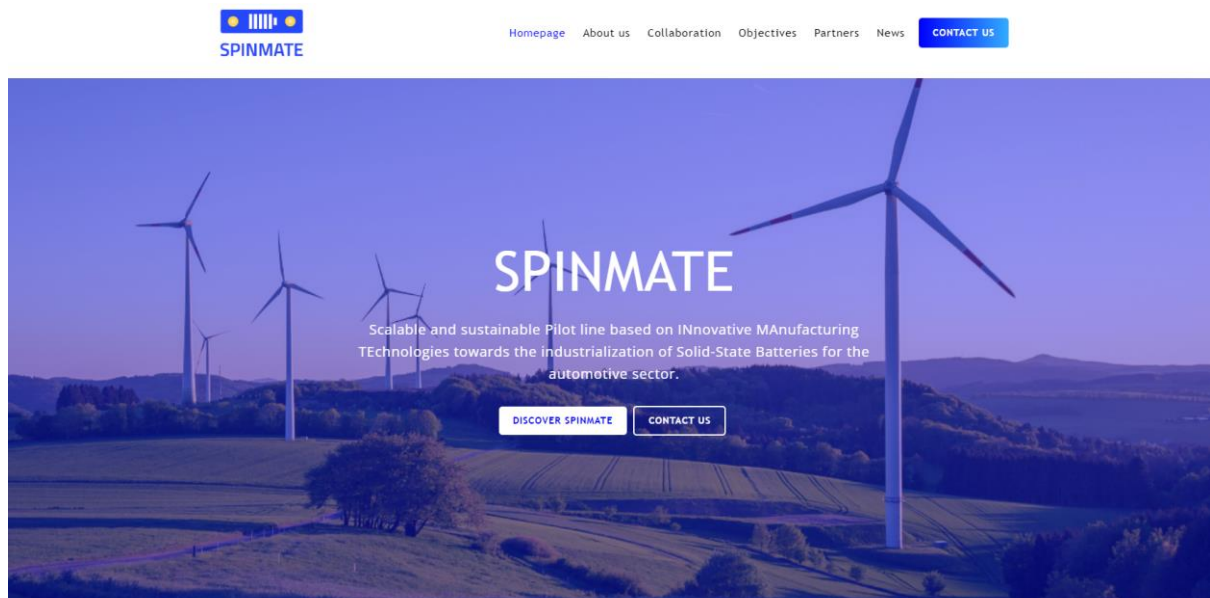 SPINMATE
Homepage About us Collaboration Objectives Partners News CONTACT US
SPINMATE
Scalable and sustainable Pilot line based on INnovative MAnufacturing
TEchnologies towards the industrialization of Solid-State Batteries for the
automotive sector.
DISCOVER SPINMATE CONTACT US